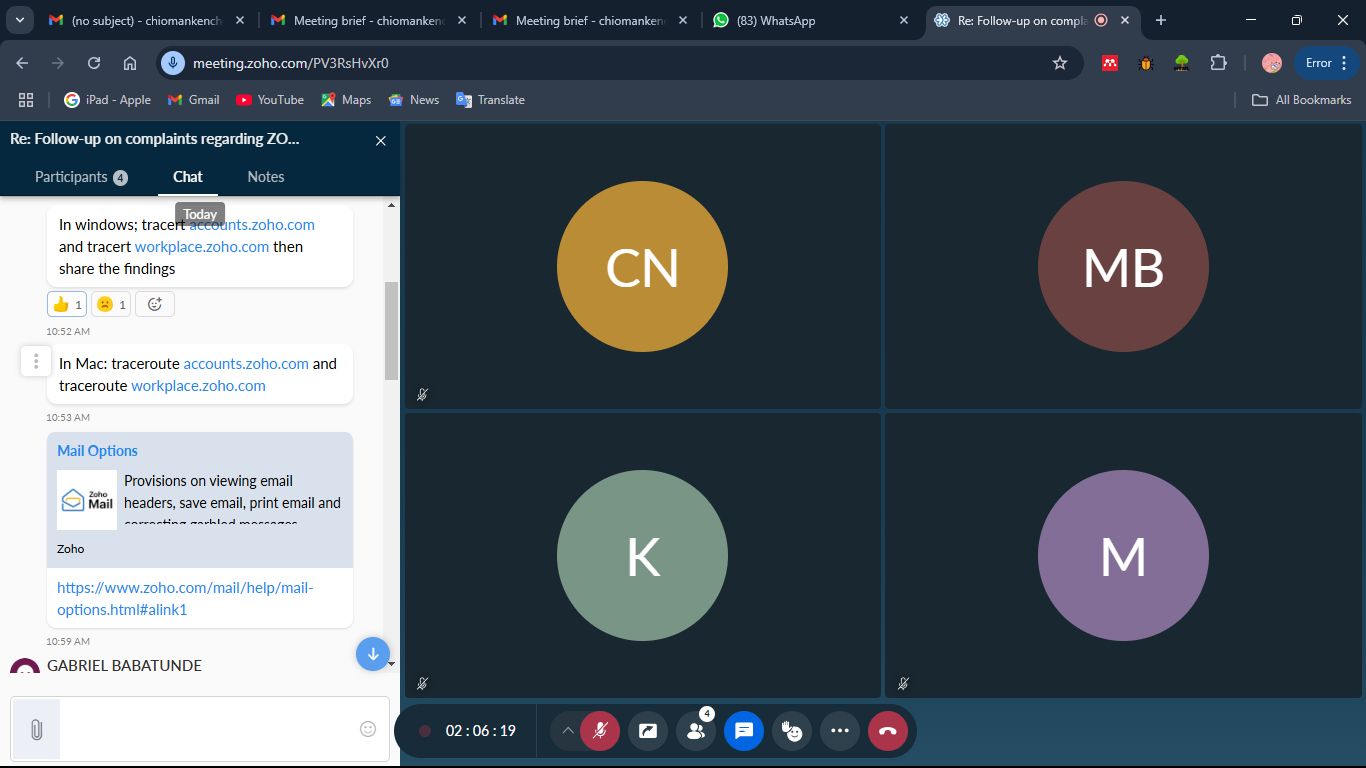 (no subject) - chiomankench
Meeting brief - chiomankenc
Meeting brief - chiomanken
(83) WhatsApp
Re: Follow-up on compla
meeting.zoho.com/PV3RsHvXr0
Error
iPad - Apple
Gmail
YouTube
Maps
News
Translate
All Bookmarks
Re: Follow-up on complaints regarding ZO...
Participants 4
Chat
Notes
Today
In windows; tracert accounts.zoho.com
and tracert workplace.zoho.com then
share the findings
1
1
10:52 AM
In Mac: traceroute accounts.zoho.com and
traceroute workplace.zoho.com
10:53 AM
Mail Options
Zoho
Mail
Provisions on viewing email
headers, save email, print email and
correcting garbled messages
Zoho
https://www.zoho.com/mail/help/mail-
options.html#alink1
10:59 AM
GABRIEL BABATUNDE
CN
MB
K
M
02:06:19
4